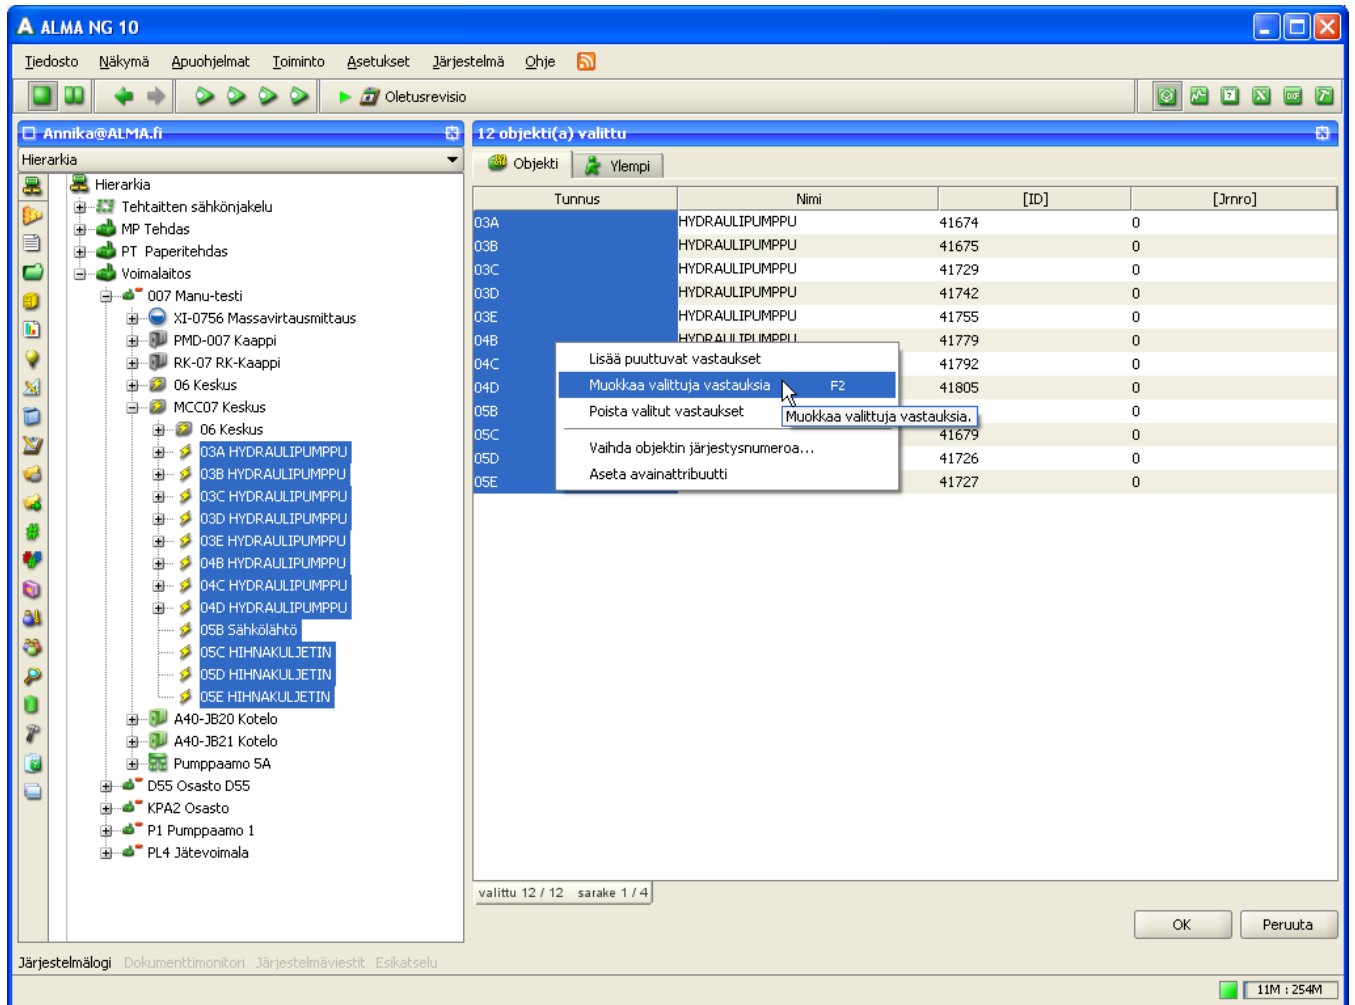 ALMA NG 10
Tiedosto Näkymä Apuohjelmat Toiminto Asetukset Järjestelmä Ohje
Oletusrevisio
Annika@ALMA.fi
Hierarkia
Hierarkia
Tehtaitten sähkönjakelu
MP Tehdas
PT Paperitehdas
Voimalaitos
007 Manu-testi
XI-0756 Massavirtausmittaus
PMD-007 Kaappi
RK-07 RK-Kaappi
06 Keskus
MCC07 Keskus
06 Keskus
03A HYDRAULIPUMPPU
03B HYDRAULIPUMPPU
03C HYDRAULIPUMPPU
03D HYDRAULIPUMPPU
03E HYDRAULIPUMPPU
04B HYDRAULIPUMPPU
04C HYDRAULIPUMPPU
04D HYDRAULIPUMPPU
05B Sähkölähtö
05C HIHNAKULJETIN
05D HIHNAKULJETIN
05E HIHNAKULJETIN
A40-JB20 Kotelo
A40-JB21 Kotelo
Pumppaamo 5A
D55 Osasto D55
KPA2 Osasto
P1 Pumppaamo 1
PL4 Jätevoimala
12 objekti(a) valittu
Objekti Ylempi
Tunnus Nimi [ID] [Jrnro]
03A HYDRAULIPUMPPU 41674 0
03B HYDRAULIPUMPPU 41675 0
03C HYDRAULIPUMPPU 41729 0
03D HYDRAULIPUMPPU 41742 0
03E HYDRAULIPUMPPU 41755 0
04B HYDRAULIPUMPPU 41779 0
04C 41792 0
04D 41805 0
05B 0
05C 41679 0
05D 41726 0
05E 41727 0
Lisää puuttuvat vastaukset
Muokkaa valittuja vastauksia F2
Poista valitut vastaukset
Muokkaa valittuja vastauksia.
Vaihda objektin järjestysnumeroa...
Aseta avainattribuutti
valittu 12 / 12 sarake 1 / 4
OK Peruuta
Järjestelmälogi Dokumenttimonitori Järjestelmäviestit Esikatselu
11M : 254M